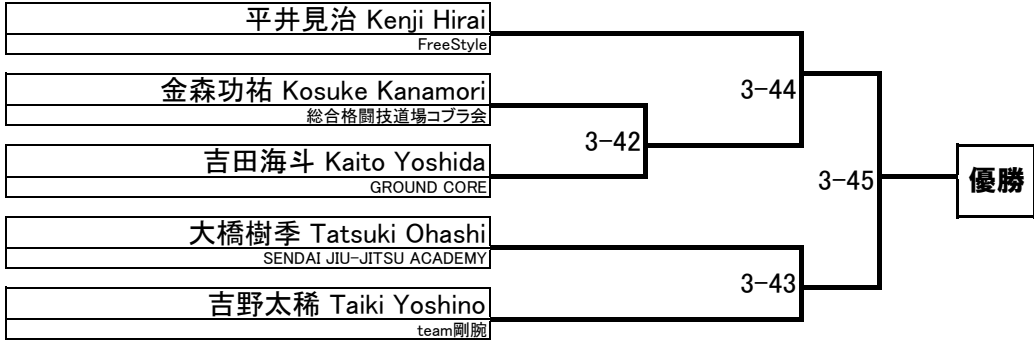 平井見治 Kenji Hirai
FreeStyle
金森功祐 Kosuke Kanamori
総合格闘技道場コブラ会
吉田海斗 Kaito Yoshida
GROUND CORE
大橋樹季 Tatsuki Ohashi
SENDAI JIU-JITSU ACADEMY
吉野太稀 Taiki Yoshino
team剛腕
3-44
3-42
3-45
3-43
優勝